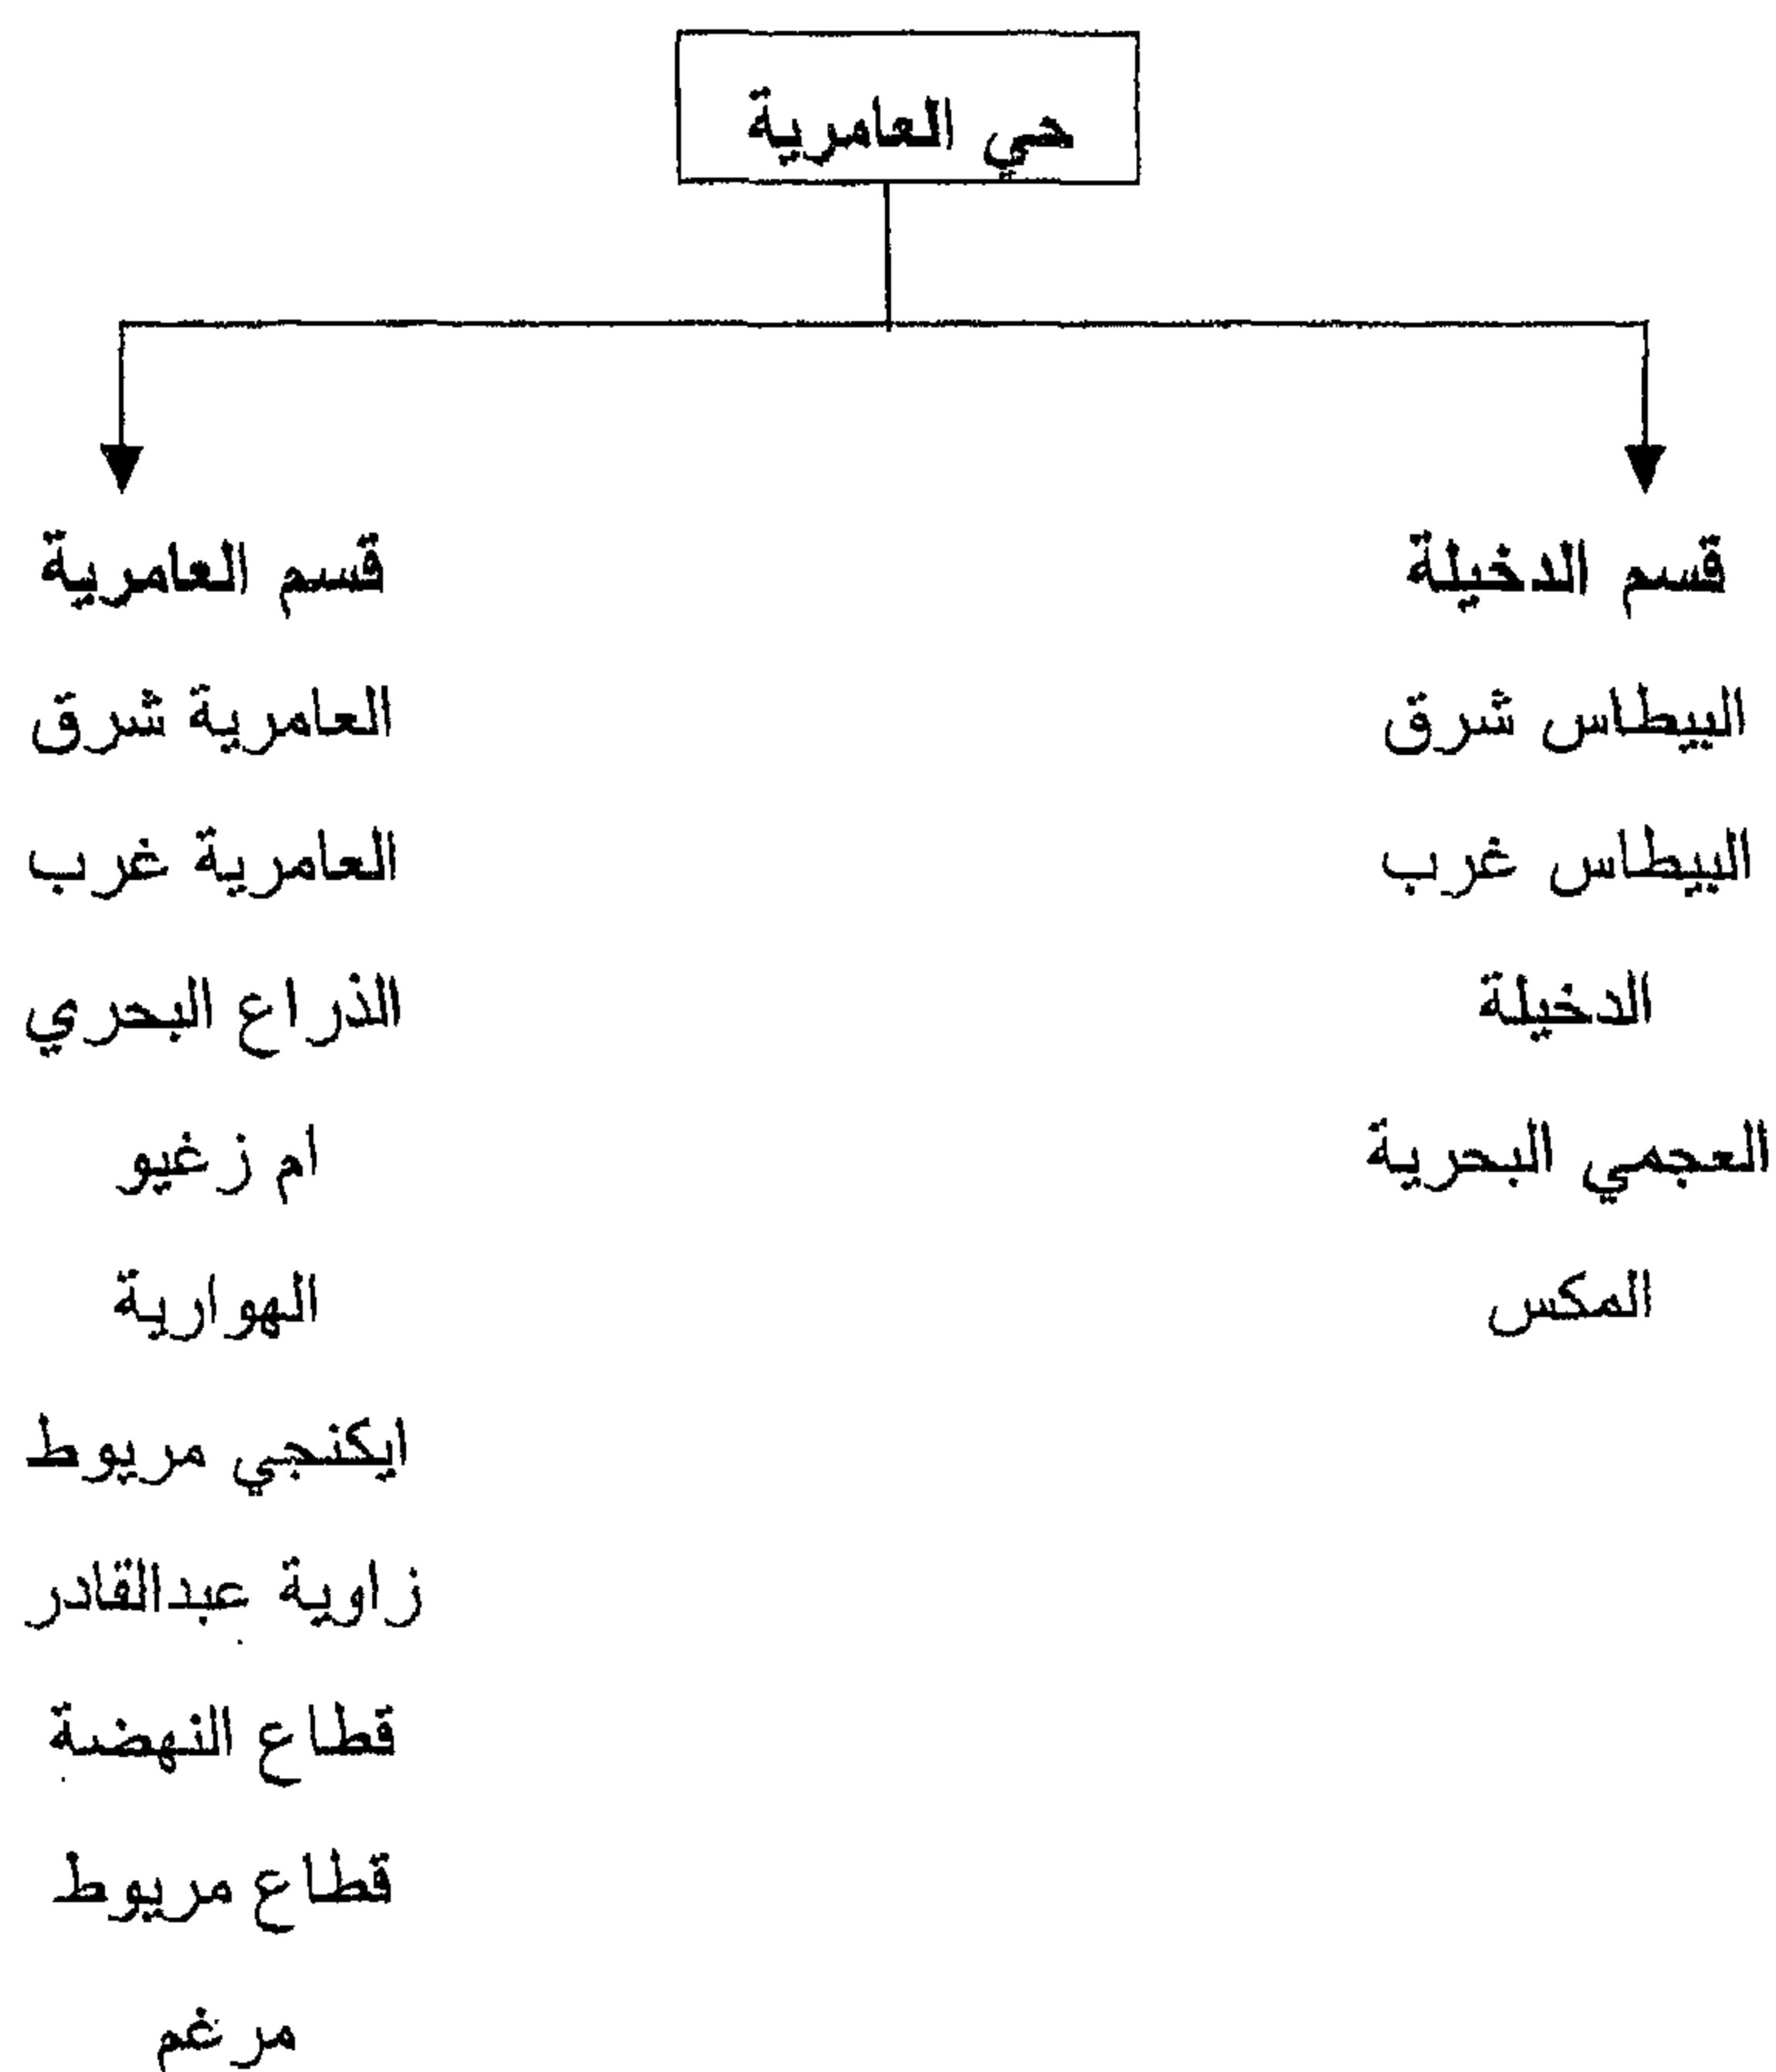 حي العامرية
قسم الدخيلة
البيطاس شرق
البيطاس غرب
الدخيلة
العجمي البحرية
المكس
قسم العامرية
العامرية شرق
العامرية غرب
الذراع البحري
ام زغيو
الهوارية
ايكنجي مريوط
زاوية عبدالقادر
قطاع النهضة
قطاع مريوط
مرغم